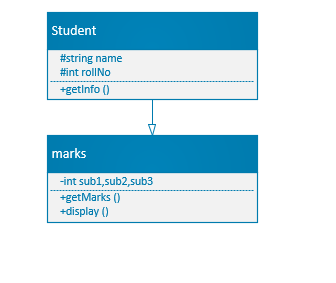 Student
#string name
#int rollNo
+getInfo ()
marks
-int sub1,sub2,sub3
+getMarks ()
+display ()